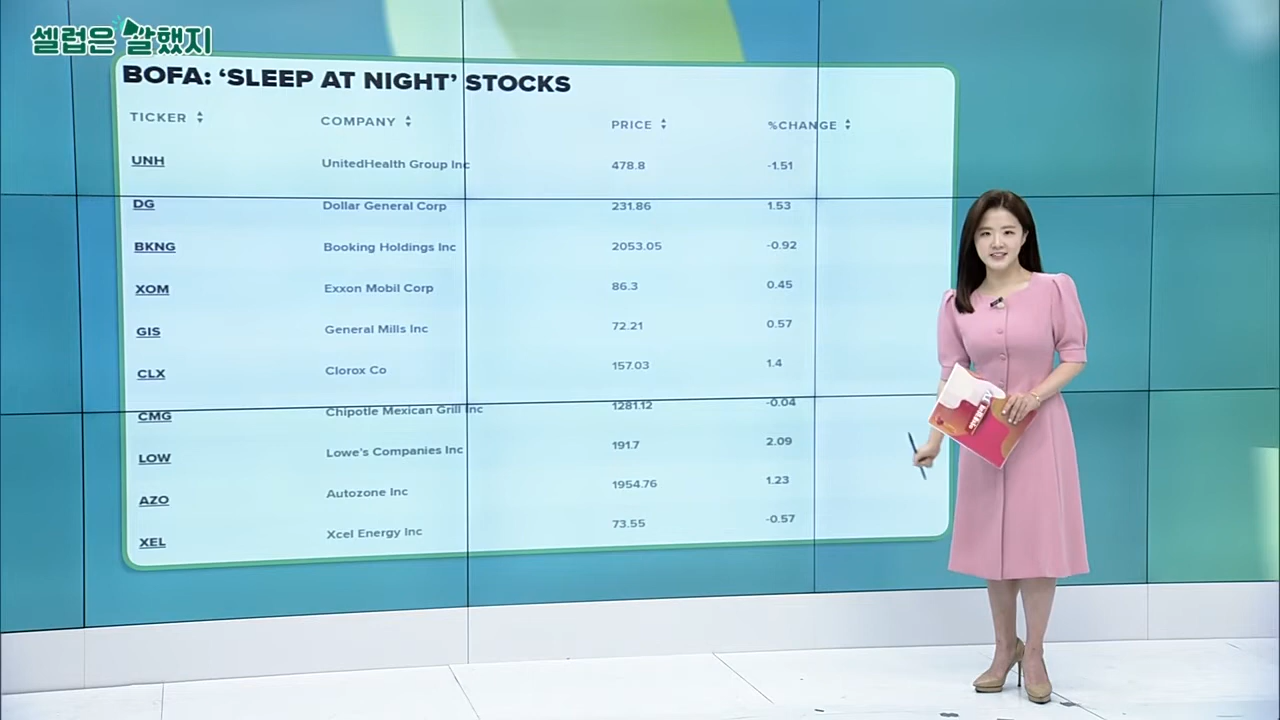 셀럽은 말했지
BOFA: ‘SLEEP AT NIGHT’ STOCKS
TICKER COMPANY PRICE %CHANGE
UNH UnitedHealth Group Inc 478.8 -1.51
DG Dollar General Corp 231.86 1.53
BKNG Booking Holdings Inc 2053.05 -0.92
XOM Exxon Mobil Corp 86.3 0.45
GIS General Mills Inc 72.21 0.57
CLX Clorox Co 157.03 1.4
CMG Chipotle Mexican Grill Inc 1281.12 -0.04
LOW Lowe's Companies Inc 191.7 2.09
AZO Autozone Inc 1954.76 1.23
XEL Xcel Energy Inc 73.55 -0.57